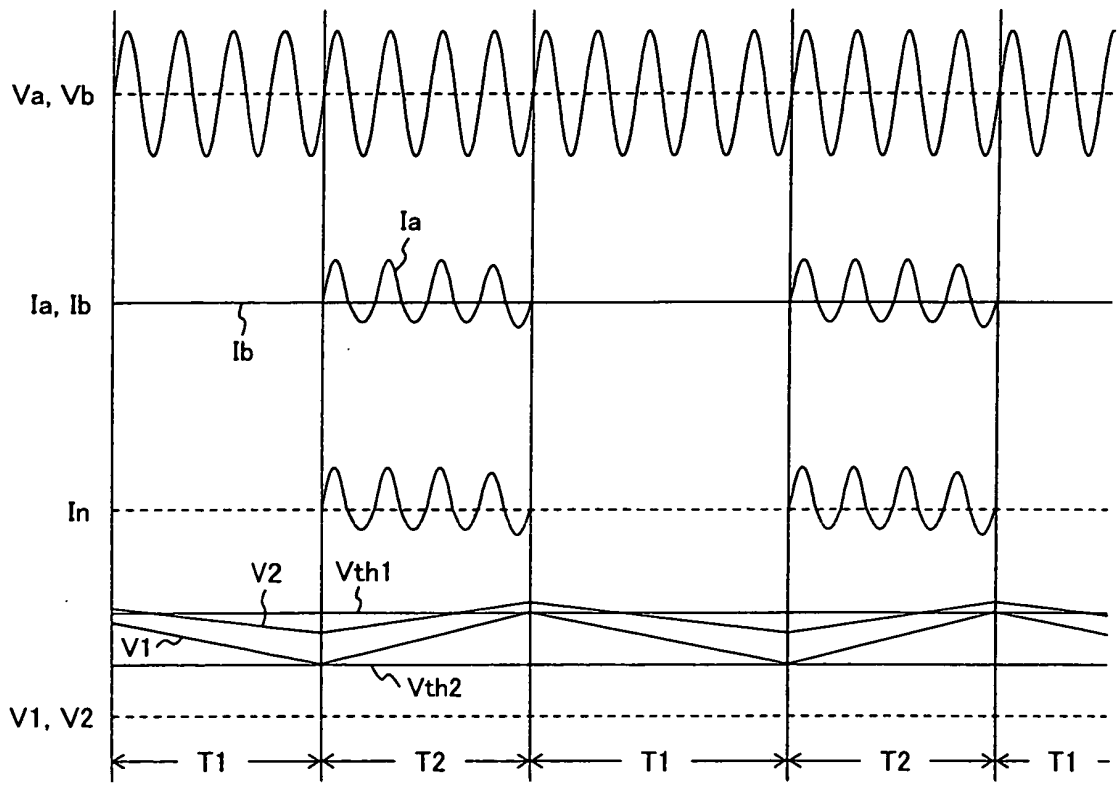 Va, Vb
Ia
Ia, Ib
Ib
In
V2
Vth1
V1
Vth2
V1, V2
T1
T2
T1
T2
T1